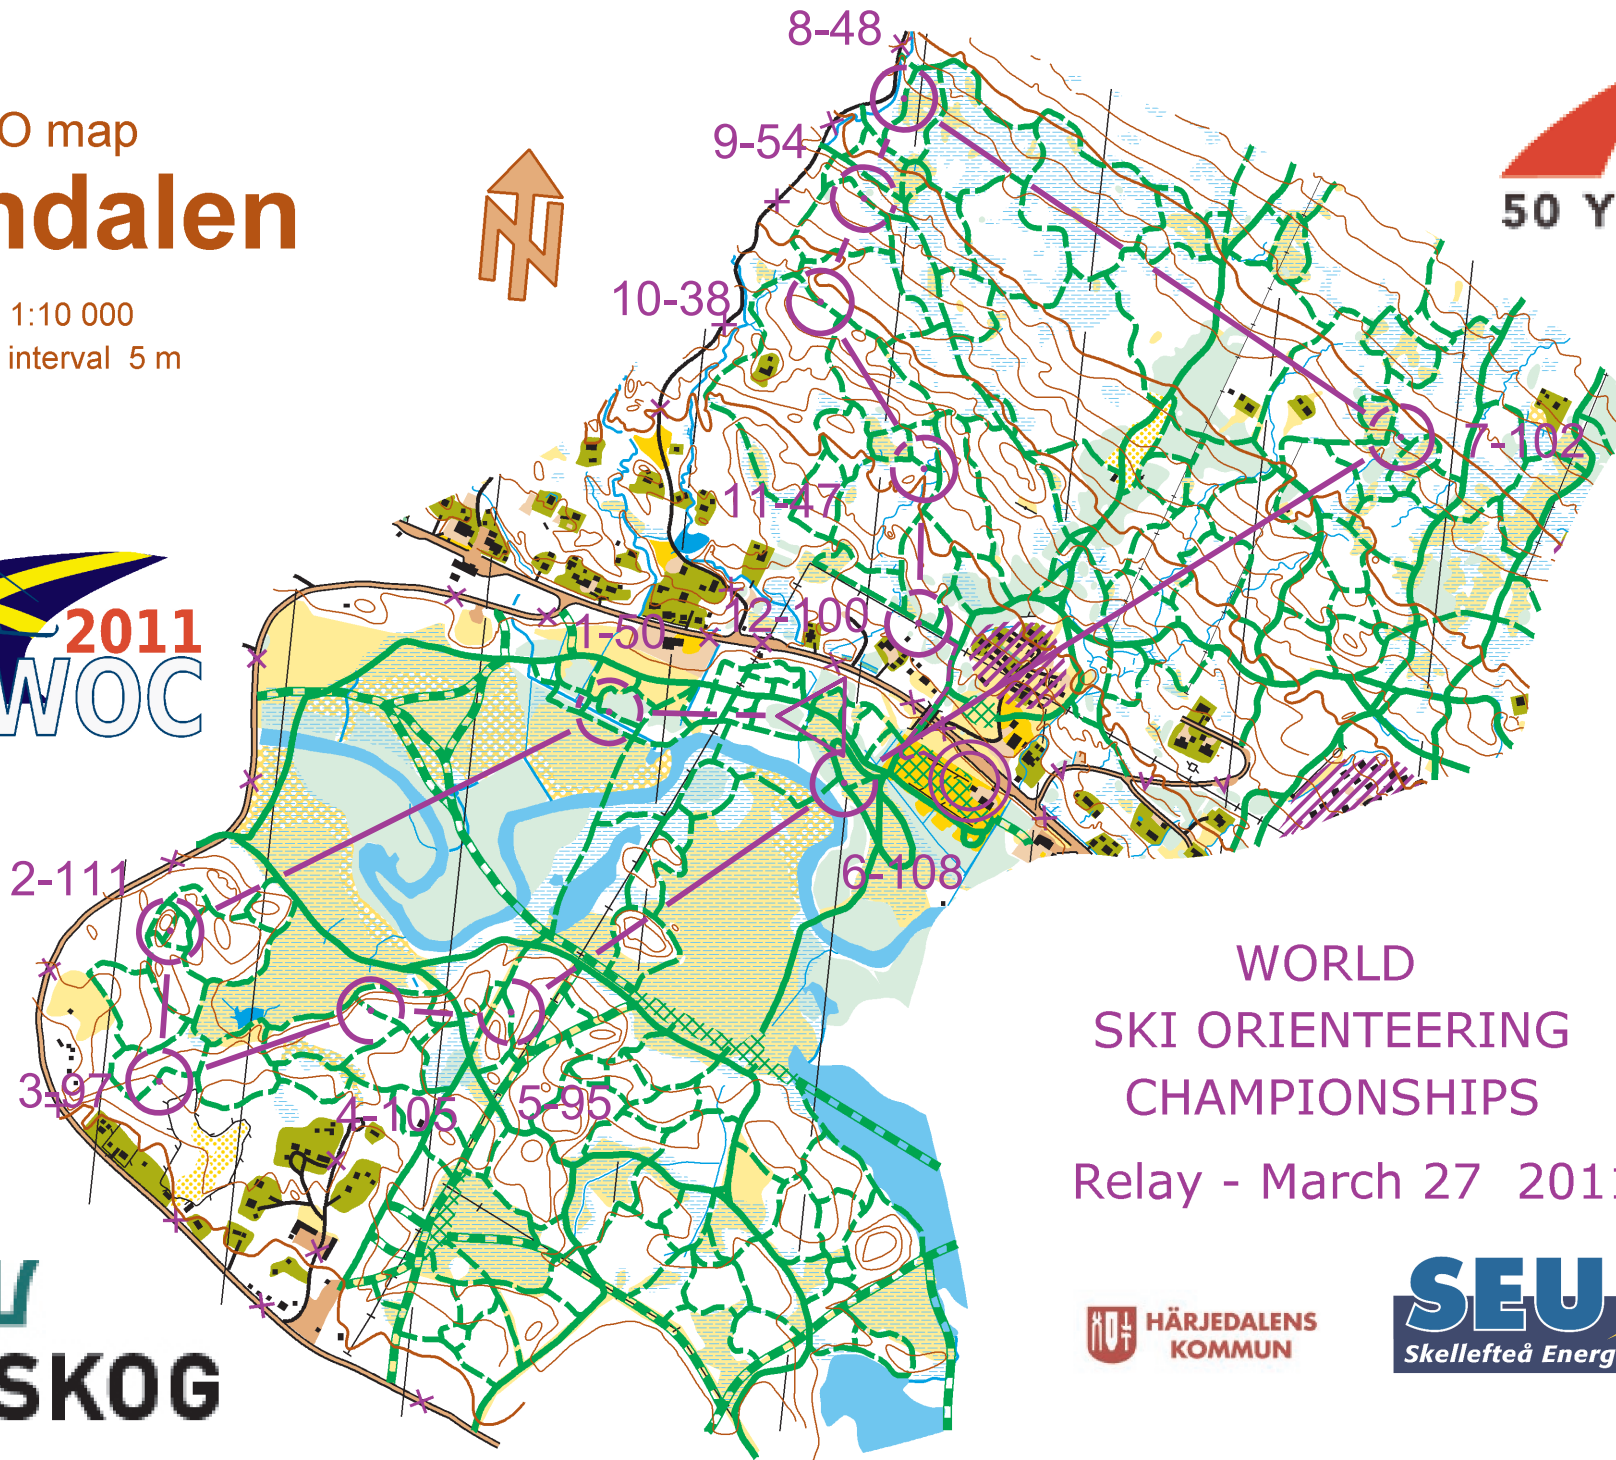 8-48
O map
9-54
ndalen
50 Y
10-38
1:10 000
interval 5 m
7-102
11-47
2011
WOC
12-100
1-50
2-111
6-108
WORLD
SKI ORIENTEERING
CHAMPIONSHIPS
3-97
4-105
5-95
Relay - March 27 2011
SKOG
HÄRJEDALENS
KOMMUN
SEU
Skellefteå Energ